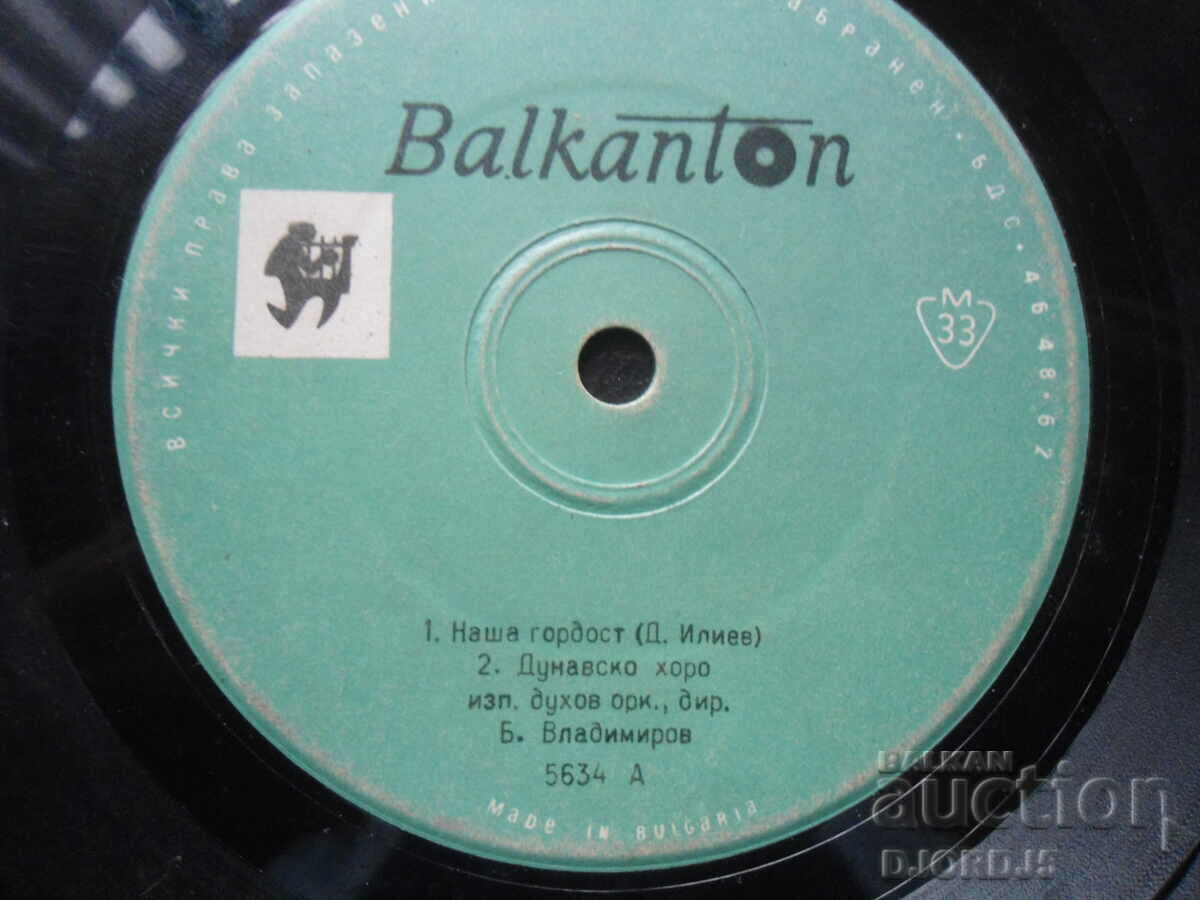 всички права запазени
забранен · БДС · 4648·62
Balkanton
M
33
1. Наша гордост (Д. Илиев)
2. Дунавско хоро
изп. духов орк., дир.
Б. Владимиров
5634 А
MADE IN BULGARIA
BALKAN
auction
DJORDJ5